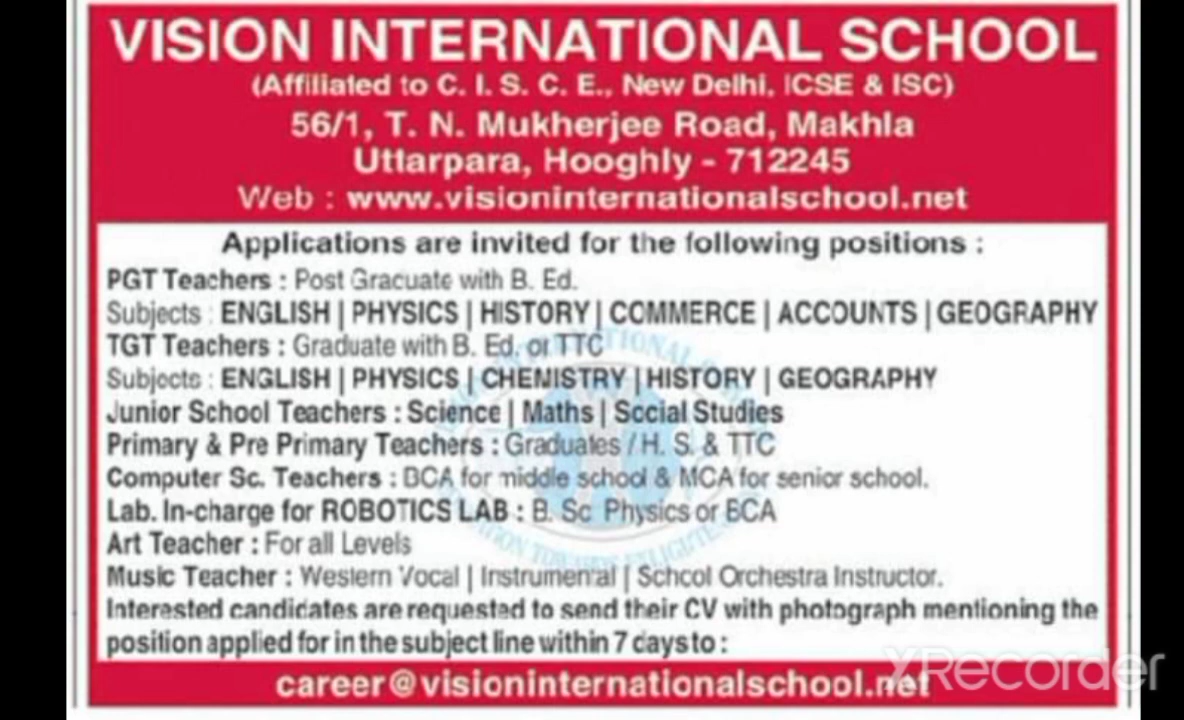 VISION INTERNATIONAL SCHOOL
(Affiliated to C. I. S. C. E., New Delhi, ICSE & ISC)
56/1, T. N. Mukherjee Road, Makhla
Uttarpara, Hooghly - 712245
Web : www.visioninternationalschool.net
Applications are invited for the following positions :
PGT Teachers : Post Graduate with B. Ed.
Subjects : ENGLISH | PHYSICS | HISTORY | COMMERCE | ACCOUNTS | GEOGRAPHY
TGT Teachers : Graduate with B. Ed. or TTC
Subjects : ENGLISH | PHYSICS | CHEMISTRY | HISTORY | GEOGRAPHY
Junior School Teachers : Science | Maths | Social Studies
Primary & Pre Primary Teachers : Graduates / H. S. & TTC
Computer Sc. Teachers : BCA for middle school & MCA for senior school.
Lab. In-charge for ROBOTICS LAB : B. Sc Physics or BCA
Art Teacher : For all Levels
Music Teacher : Western Vocal | Instrumental | School Orchestra Instructor.
Interested candidates are requested to send their CV with photograph mentioning the
position applied for in the subject line within 7 days to :
career@visioninternationalschool.net
XRecorder